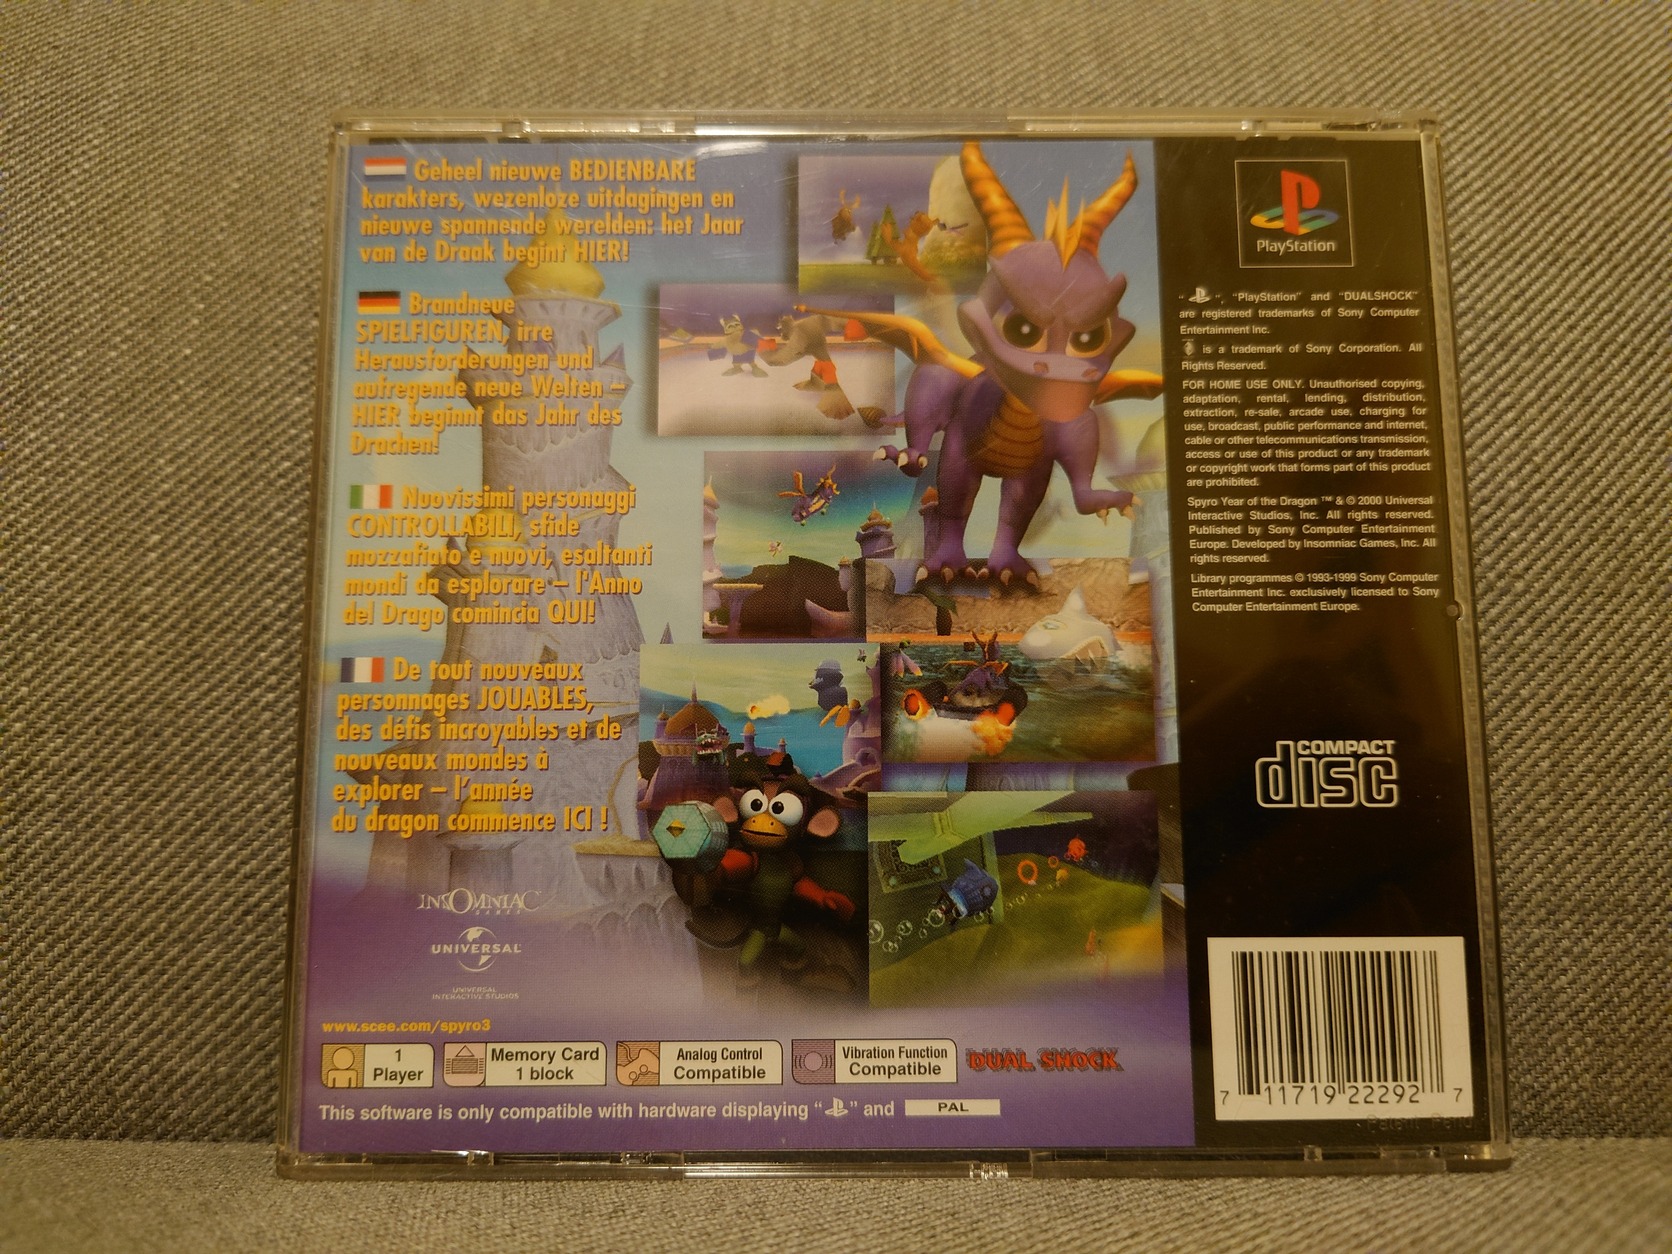 Geheel nieuwe BEDIENBARE
karakters, wezenloze uitdagingen en
nieuwe spannende werelden: het Jaar
van de Draak begint HIER!
Brandneue
SPIELFIGUREN, irre
Herausforderungen und
aufregende neue Welten –
HIER beginnt das Jahr des
Drachen!
Nuovissimi personaggi
CONTROLLABILI, sfide
mozzafiato e nuovi, esaltanti
mondi da esplorare – l'Anno
del Drago comincia QUI!
De tout nouveaux
personnages JOUABLES,
des défis incroyables et de
nouveaux mondes à
explorer – l'année
du dragon commence ICI !
INSOMNIAC
GAMES
UNIVERSAL
UNIVERSAL
INTERACTIVE STUDIOS
www.scee.com/spyro3
1
Player
Memory Card
1 block
Analog Control
Compatible
Vibration Function
Compatible
DUAL SHOCK
This software is only compatible with hardware displaying " " and PAL
PlayStation
" ", "PlayStation" and "DUALSHOCK"
are registered trademarks of Sony Computer
Entertainment Inc.
is a trademark of Sony Corporation. All
Rights Reserved.
FOR HOME USE ONLY. Unauthorised copying,
adaptation, rental, lending, distribution,
extraction, re-sale, arcade use, charging for
use, broadcast, public performance and internet,
cable or other telecommunications transmission,
access or use of this product or any trademark
or copyright work that forms part of this product
are prohibited.
Spyro Year of the Dragon ™ & © 2000 Universal
Interactive Studios, Inc. All rights reserved.
Published by Sony Computer Entertainment
Europe. Developed by Insomniac Games, Inc. All
rights reserved.
Library programmes © 1993-1999 Sony Computer
Entertainment Inc. exclusively licensed to Sony
Computer Entertainment Europe.
COMPACT
disc
7 11719 22292 7
Patent Pend